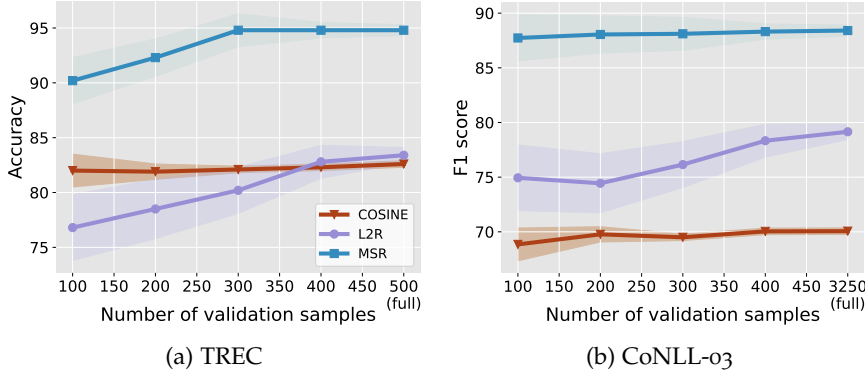 95
90
85
80
75
Accuracy
COSINE
L2R
MSR
100 150 200 250 300 350 400 450 500
(full)
Number of validation samples
(a) TREC
90
85
80
75
70
F1 score
100 150 200 250 300 350 400 450 3250
(full)
Number of validation samples
(b) CoNLL-03